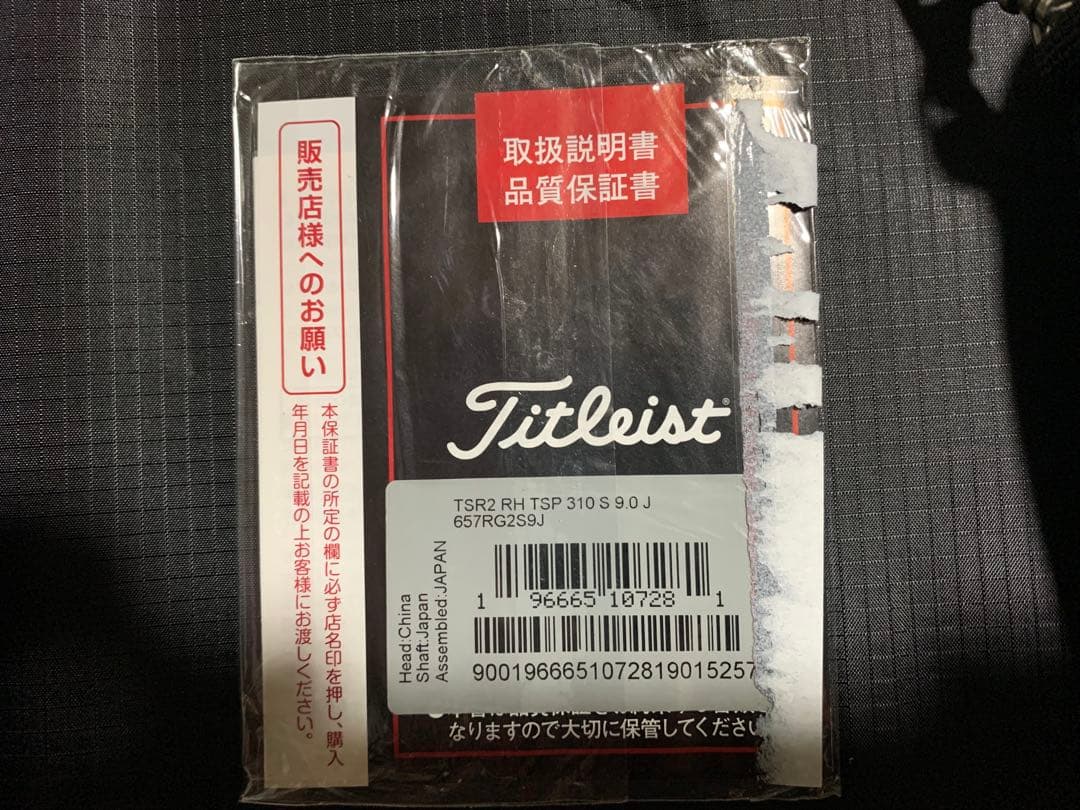 販売店様へのお願い
本保証書の所定の欄に必ず店名印を押し、購入
年月日を記載の上お客様にお渡しください。
取扱説明書
品質保証書
Titleist®
TSR2 RH TSP 310 S 9.0 J
657RG2S9J
Head:China
Shaft:Japan
Assembled:JAPAN
1 96665 10728 1
9001966651072819015257
なりますので大切に保管してください